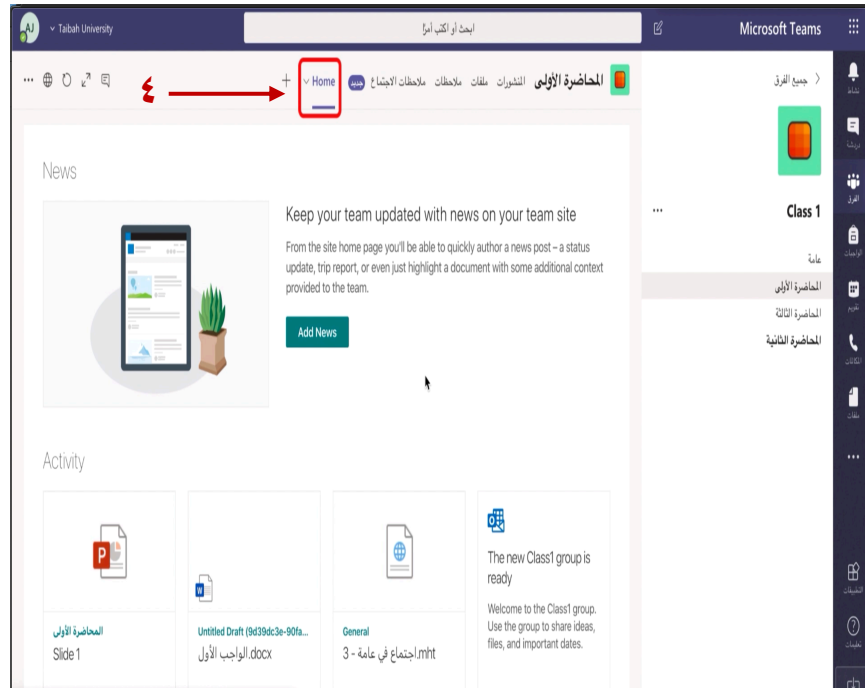 Microsoft Teams
ابحث أو اكتب أمرًا
Taibah University
AJ
نشاط
دردشة
الفرق
الواجبات
تقويم
المكالمات
ملفات
التطبيقات
تعليمات
جميع الفرق
Class 1
عامة
المحاضرة الأولى
المحاضرة الثالثة
المحاضرة الثانية
المحاضرة الأولى المنشورات ملفات ملاحظات ملاحظات الاجتماع جديد Home
٤
News
Keep your team updated with news on your team site
From the site home page you'll be able to quickly author a news post – a status
update, trip report, or even just highlight a document with some additional context
provided to the team.
Add News
Activity
P
المحاضرة الأولى
Slide 1
W
Untitled Draft (9d39dc3e-90fa...
الواجب الأول.docx
General
اجتماع في عامة - 3.mht
The new Class1 group is
ready
Welcome to the Class1 group.
Use the group to share ideas,
files, and important dates.